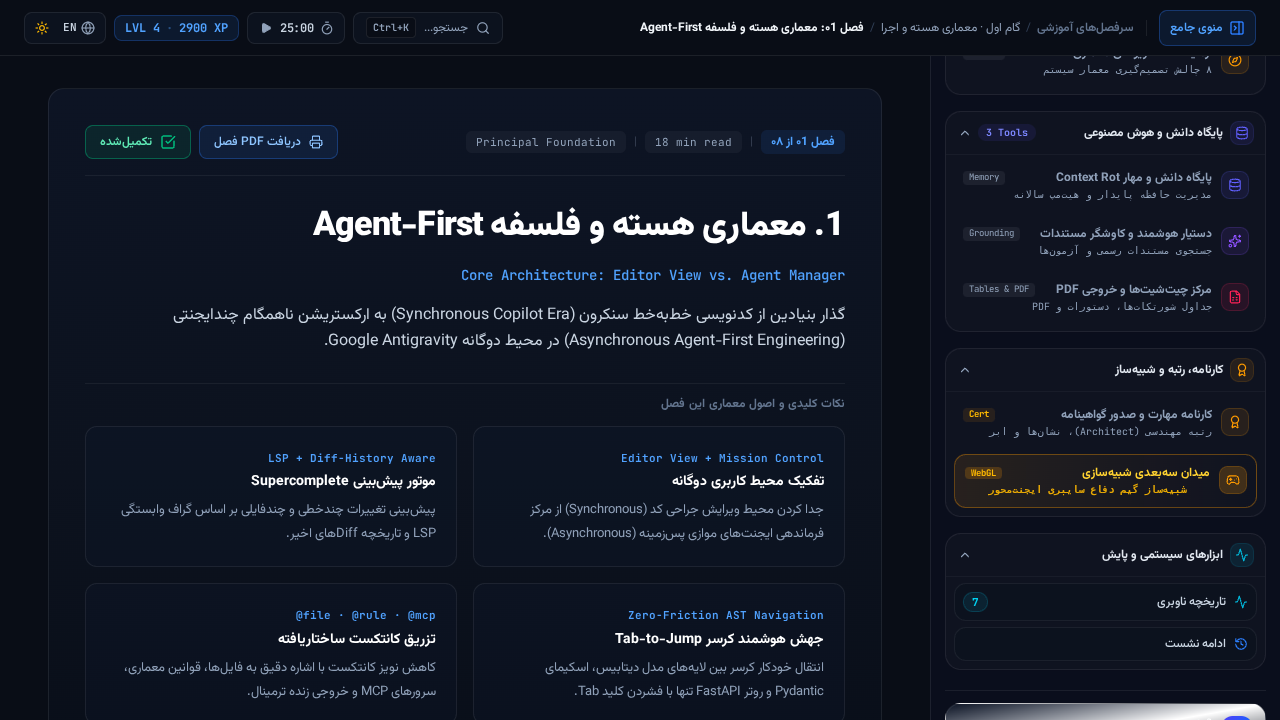 منوی جامع
سرفصل‌های آموزشی / گام اول · معماری هسته و اجرا / فصل ۰۱: معماری هسته و فلسفه Agent-First
جستجو... Ctrl+K
25:00
LVL 4 · 2900 XP
EN
۸ چالش تصمیم‌گیری معمار سیستم
پایگاه دانش و هوش مصنوعی 3 Tools
پایگاه دانش و مهار Context Rot Memory
مدیریت حافظه پایدار و هیت‌مپ سالانه
دستیار هوشمند و کاوشگر مستندات Grounding
جستجوی مستندات رسمی و آزمون‌ها
مرکز چیت‌شیت‌ها و خروجی PDF Tables & PDF
جداول شورتکات‌ها، دستورات و PDF
کارنامه، رتبه و شبیه‌ساز
کارنامه مهارت و صدور گواهینامه Cert
رتبه مهندسی (Architect)، نشان‌ها و ابر
میدان سه‌بعدی شبیه‌سازی WebGL
شبیه‌ساز گیم دفاع سایبری ایجنت‌محور
ابزارهای سیستمی و پایش
تاریخچه ناوبری 7
ادامه نشست
فصل ۰۱ از ۰۸ | 18 min read | Principal Foundation
دریافت PDF فصل
تکمیل‌شده
1. معماری هسته و فلسفه Agent-First
Core Architecture: Editor View vs. Agent Manager
گذار بنیادین از کدنویسی خط‌به‌خط سنکرون (Synchronous Copilot Era) به ارکستریشن ناهمگام چندایجنتی
(Asynchronous Agent-First Engineering) در محیط دوگانه Google Antigravity.
نکات کلیدی و اصول معماری این فصل
Editor View + Mission Control
تفکیک محیط کاربری دوگانه
جدا کردن محیط ویرایش جراحی کد (Synchronous) از مرکز
فرماندهی ایجنت‌های موازی پس‌زمینه (Asynchronous).
LSP + Diff-History Aware
موتور پیش‌بینی Supercomplete
پیش‌بینی تغییرات چندخطی و چندفایلی بر اساس گراف وابستگی
LSP و تاریخچه Diffهای اخیر.
Zero-Friction AST Navigation
جهش هوشمند کرسر Tab-to-Jump
انتقال خودکار کرسر بین لایه‌های مدل دیتابیس، اسکیمای
Pydantic و روتر FastAPI تنها با فشردن کلید Tab.
@file · @rule · @mcp
تزریق کانتکست ساختاریافته
کاهش نویز کانتکست با اشاره دقیق به فایل‌ها، قوانین معماری،
سرورهای MCP و خروجی زنده ترمینال.